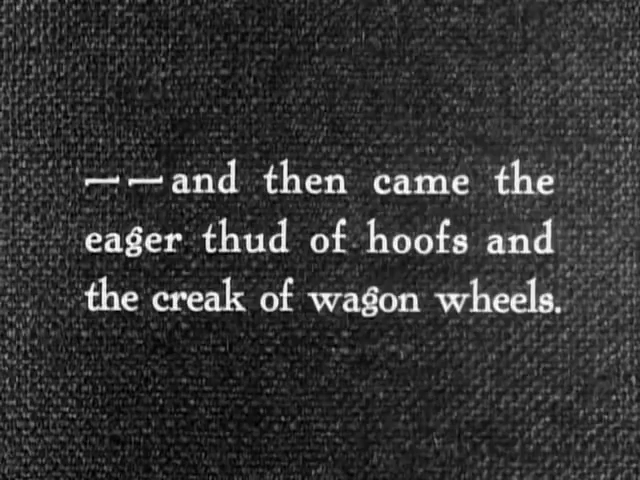 ——and then came the
eager thud of hoofs and
the creak of wagon wheels.